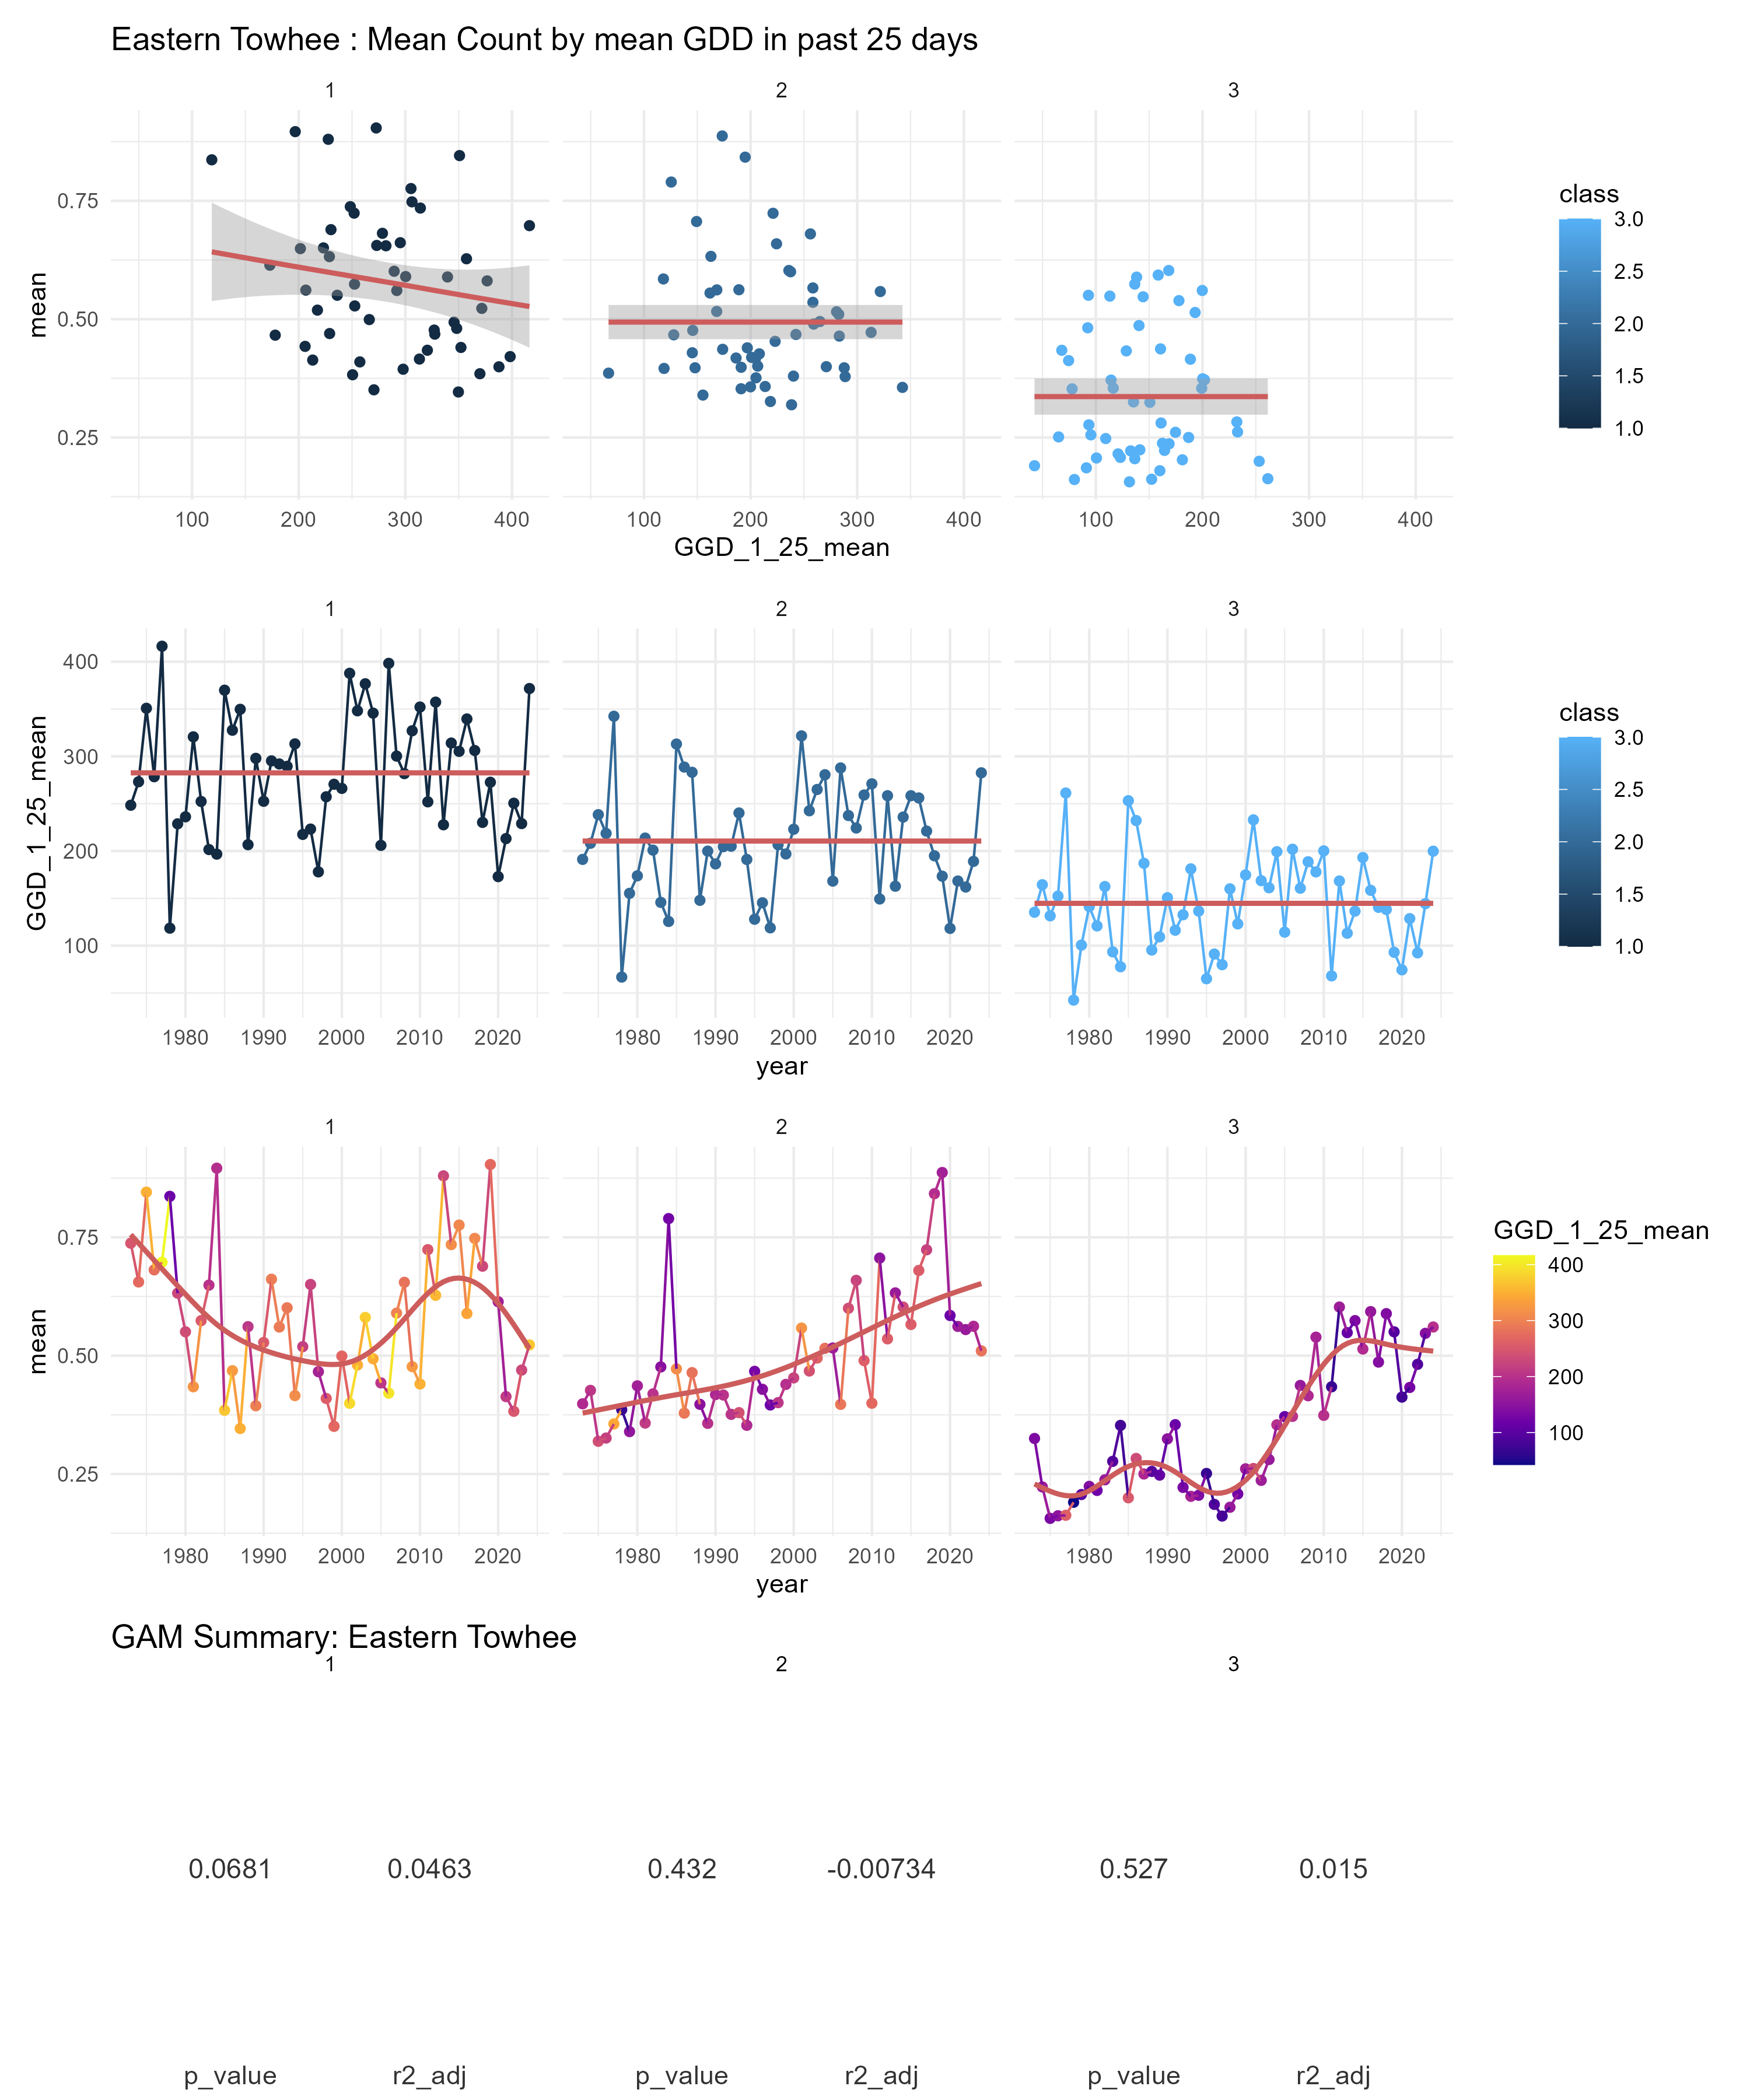 Eastern Towhee : Mean Count by mean GDD in past 25 days
1 2 3
mean
0.75
0.50
0.25
100 200 300 400 100 200 300 400 100 200 300 400
GGD_1_25_mean
class
3.0
2.5
2.0
1.5
1.0
1 2 3
GGD_1_25_mean
400
300
200
100
1980 1990 2000 2010 2020 1980 1990 2000 2010 2020 1980 1990 2000 2010 2020
year
class
3.0
2.5
2.0
1.5
1.0
1 2 3
mean
0.75
0.50
0.25
1980 1990 2000 2010 2020 1980 1990 2000 2010 2020 1980 1990 2000 2010 2020
year
GGD_1_25_mean
400
300
200
100
GAM Summary: Eastern Towhee
1 2 3
0.0681 0.0463 0.432 -0.00734 0.527 0.015
p_value r2_adj p_value r2_adj p_value r2_adj